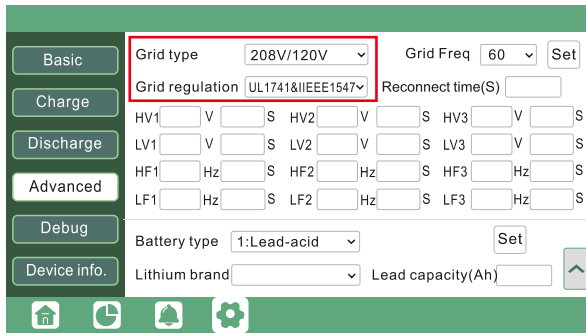 Basic
Charge
Discharge
Advanced
Debug
Device info.
Grid type 208V/120V Grid Freq 60 Set
Grid regulation UL1741&IIEEE1547 Reconnect time(S)
HV1 V S HV2 V S HV3 V S
LV1 V S LV2 V S LV3 V S
HF1 Hz S HF2 Hz S HF3 Hz S
LF1 Hz S LF2 Hz S LF3 Hz S
Battery type 1:Lead-acid Set
Lithium brand Lead capacity(Ah)